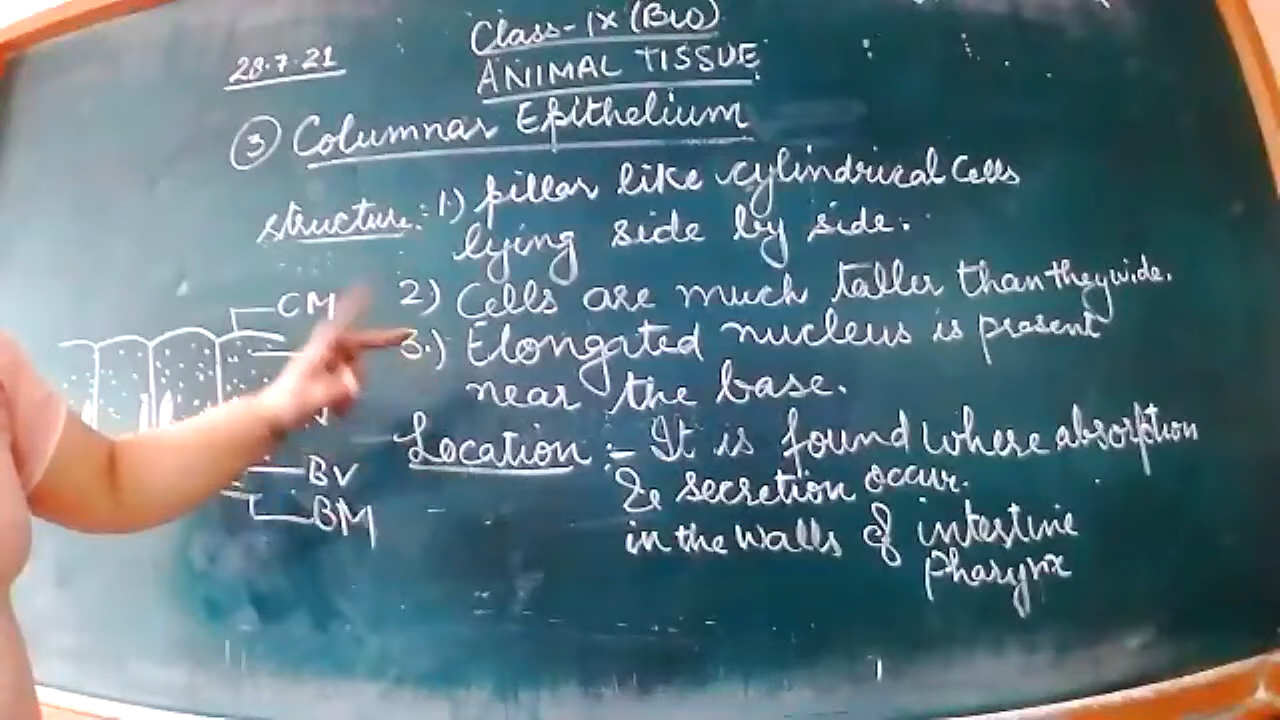 28.7.21
Class-IX (Bio)
ANIMAL TISSUE
③ Columnar Epithelium
Structure:- 1.) pillar like cylindrical cells
lying side by side.
2) Cells are much taller than they wide.
3.) Elongated nucleus is present
near the base.
Location :- It is found where absorption
& secretion occur.
in the walls of intestine
Pharynx
CM
N
BV
BM